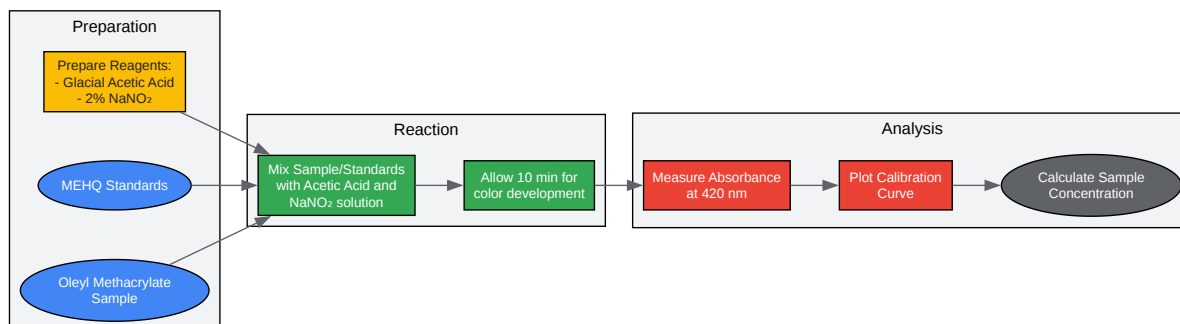 Preparation
Prepare Reagents:
- Glacial Acetic Acid
- 2% NaNO₂
MEHQ Standards
Oleyl Methacrylate
Sample
Reaction
Mix Sample/Standards
with Acetic Acid and
NaNO₂ solution
Allow 10 min for
color development
Analysis
Measure Absorbance
at 420 nm
Plot Calibration
Curve
Calculate Sample
Concentration